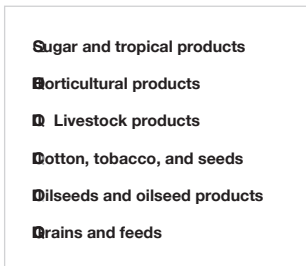 Sugar and tropical products
Horticultural products
Livestock products
Cotton, tobacco, and seeds
Oilseeds and oilseed products
Grains and feeds